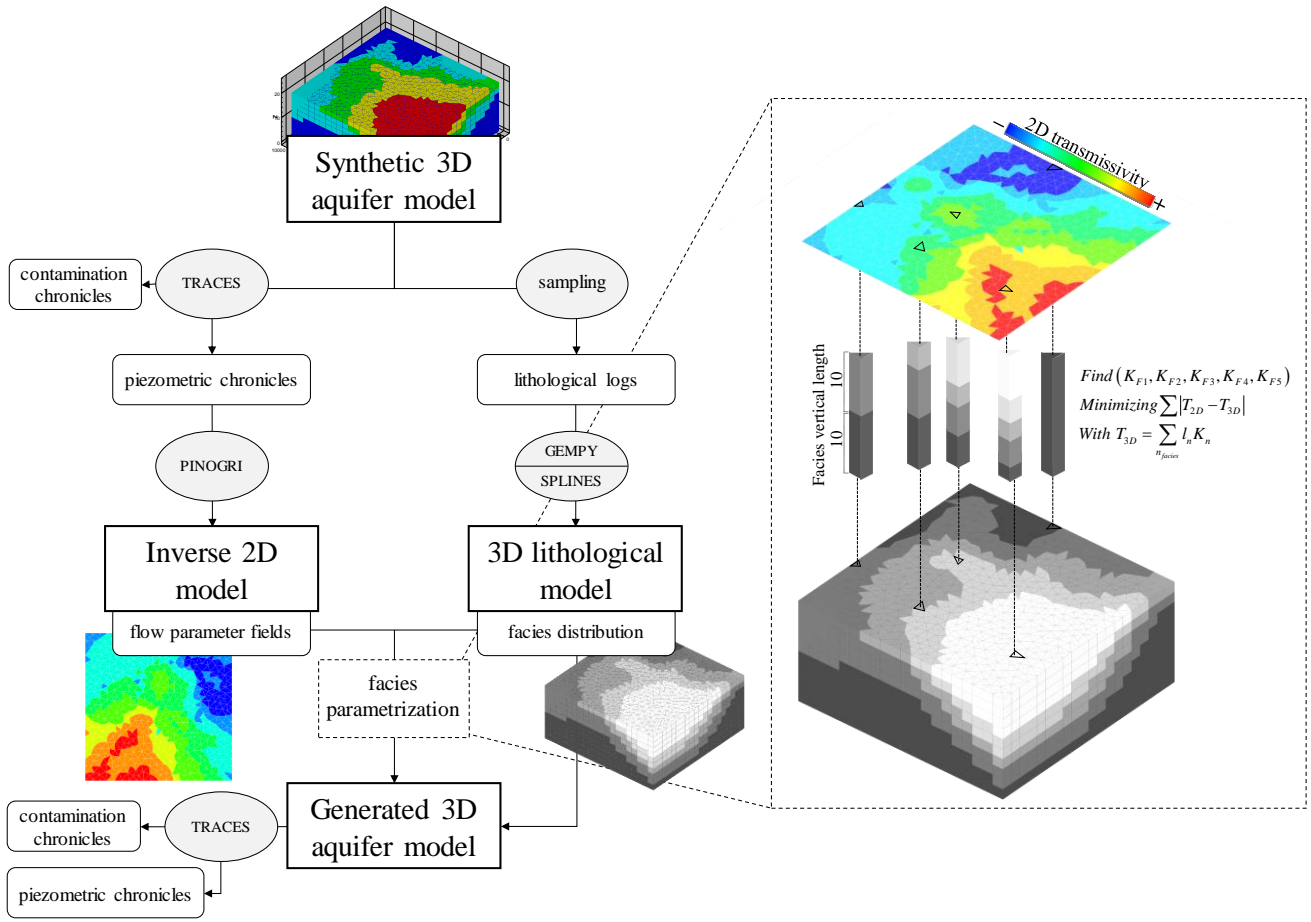 Synthetic 3D
aquifer model
contamination
chronicles
TRACES
sampling
piezometric chronicles
lithological logs
PINOGRI
GEMPY
SPLINES
Inverse 2D
model
3D lithological
model
flow parameter fields
facies distribution
facies
parametrization
Generated 3D
aquifer model
contamination
chronicles
TRACES
piezometric chronicles
− 2D transmissivity +
Facies vertical length
10
10
Find (K_F1, K_F2, K_F3, K_F4, K_F5)
Minimizing ∑|T_2D − T_3D|
With T_3D = ∑ l_n K_n
n_facies